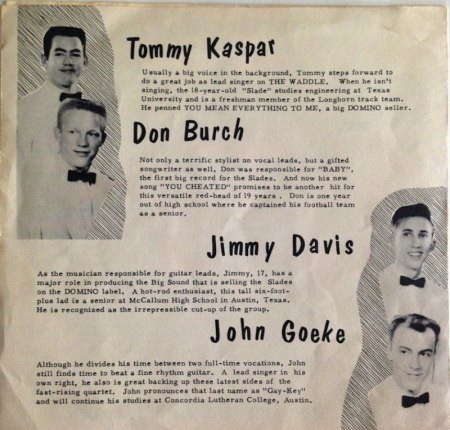 Tommy Kaspar
Usually a big voice in the background, Tommy steps forward to
do a great job as lead singer on THE WADDLE. When he isn't
singing, the 18-year-old "Slade" studies engineering at Texas
University and is a freshman member of the Longhorn track team.
He penned YOU MEAN EVERYTHING TO ME, a big DOMINO seller.
Don Burch
Not only a terrific stylist on vocal leads, but a gifted
songwriter as well, Don was responsible for "BABY",
the first big record for the Slades. And now his new
song "YOU CHEATED" promises to be another hit for
this versatile red-head of 19 years. Don is one year
out of high school where he captained his football team
as a senior.
Jimmy Davis
As the musician responsible for guitar leads, Jimmy, 17, has a
major role in producing the Big Sound that is selling the Slades
on the DOMINO label. A hot-rod enthusiast, this tall six-foot-
plus lad is a senior at McCallum High School in Austin, Texas.
He is recognized as the irrepressible cut-up of the group.
John Goeke
Although he divides his time between two full-time vocations, John
still finds time to beat a fine rhythm guitar. A lead singer in his
own right, he also is great backing up these latest sides of the
fast-rising quartet. John pronounces that last name as "Gay-Key"
and will continue his studies at Concordia Lutheran College, Austin.